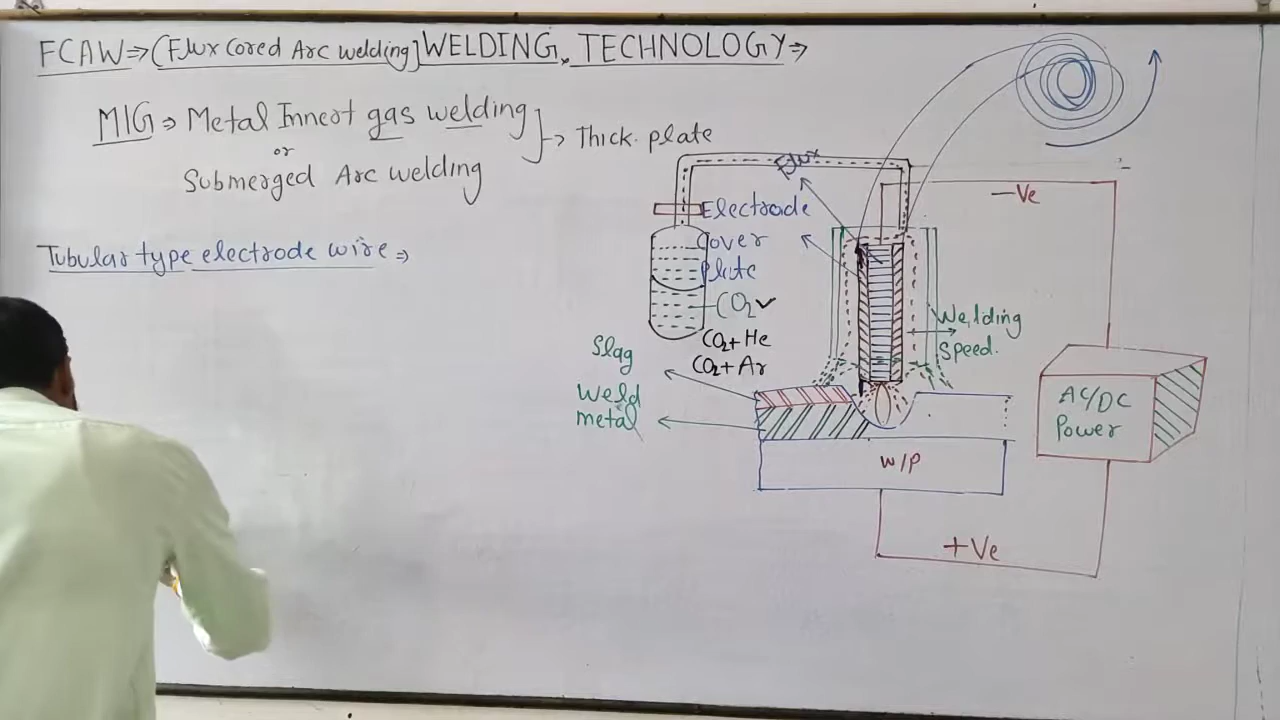 FCAW⇒(Flux Cored Arc welding] WELDING TECHNOLOGY⇒
MIG ⇒ Metal Innert gas welding
or
Submerged Arc welding
→ Thick plate
Tubular type electrode wire ⇒
Flux
Electrode
Cover
plate
CO₂ ✓
CO₂+He
CO₂+Ar
Slag
Weld
metal
Welding
Speed.
-Ve
AC/DC
Power
W/P
+Ve